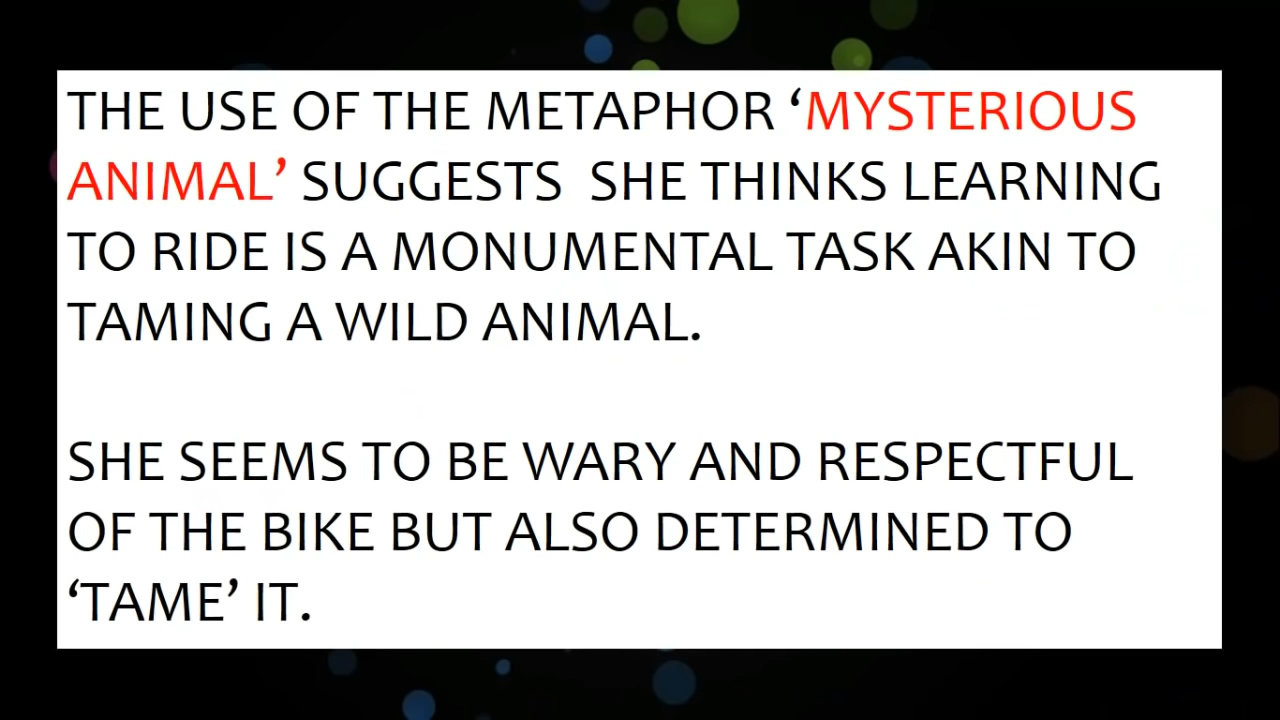 THE USE OF THE METAPHOR ‘MYSTERIOUS
ANIMAL’ SUGGESTS  SHE THINKS LEARNING
TO RIDE IS A MONUMENTAL TASK AKIN TO
TAMING A WILD ANIMAL.
SHE SEEMS TO BE WARY AND RESPECTFUL
OF THE BIKE BUT ALSO DETERMINED TO
‘TAME’ IT.